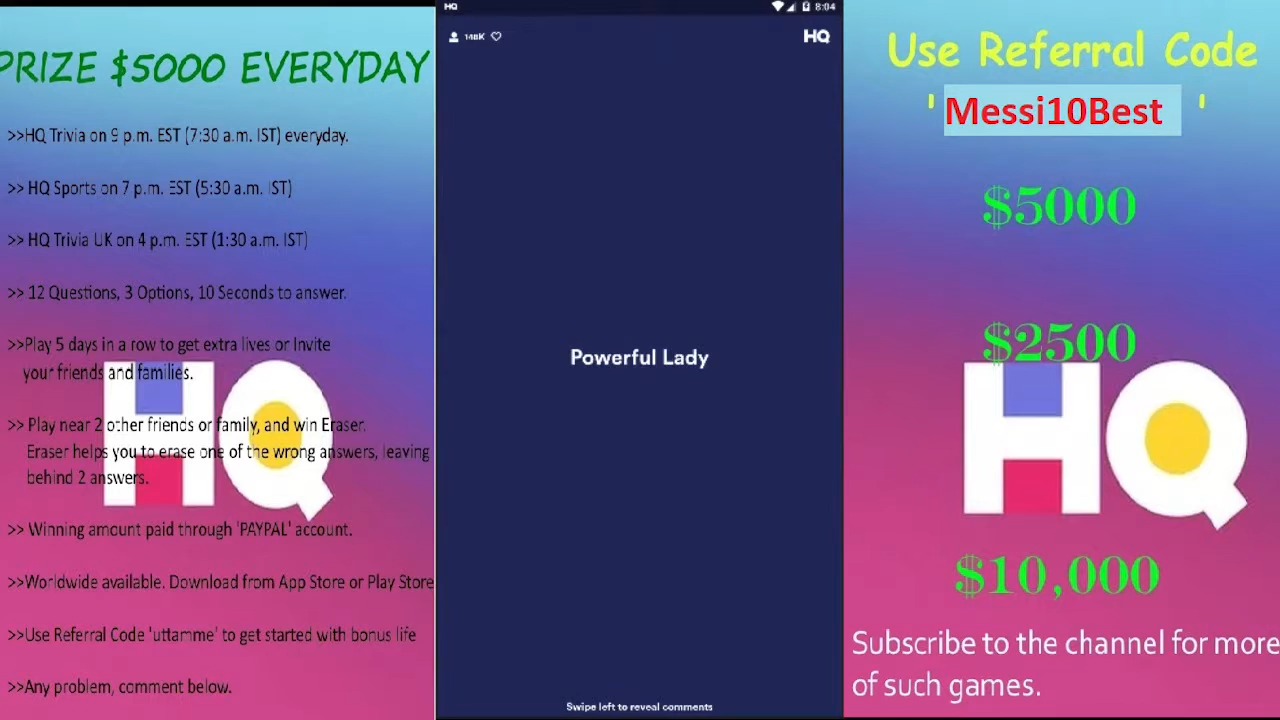 PRIZE $5000 EVERYDAY
>>HQ Trivia on 9 p.m. EST (7:30 a.m. IST) everyday.
>> HQ Sports on 7 p.m. EST (5:30 a.m. IST)
>> HQ Trivia UK on 4 p.m. EST (1:30 a.m. IST)
>> 12 Questions, 3 Options, 10 Seconds to answer.
>>Play 5 days in a row to get extra lives or Invite
your friends and families.
>> Play near 2 other friends or family, and win Eraser.
Eraser helps you to erase one of the wrong answers, leaving
behind 2 answers.
>> Winning amount paid through 'PAYPAL' account.
>>Worldwide available. Download from App Store or Play Store
>>Use Referral Code 'uttamme' to get started with bonus life
>>Any problem, comment below.
HQ
HQ
8:04
148K
HQ
Powerful Lady
Swipe left to reveal comments
Use Referral Code
' Messi10Best '
$5000
$2500
HQ
$10,000
Subscribe to the channel for more
of such games.